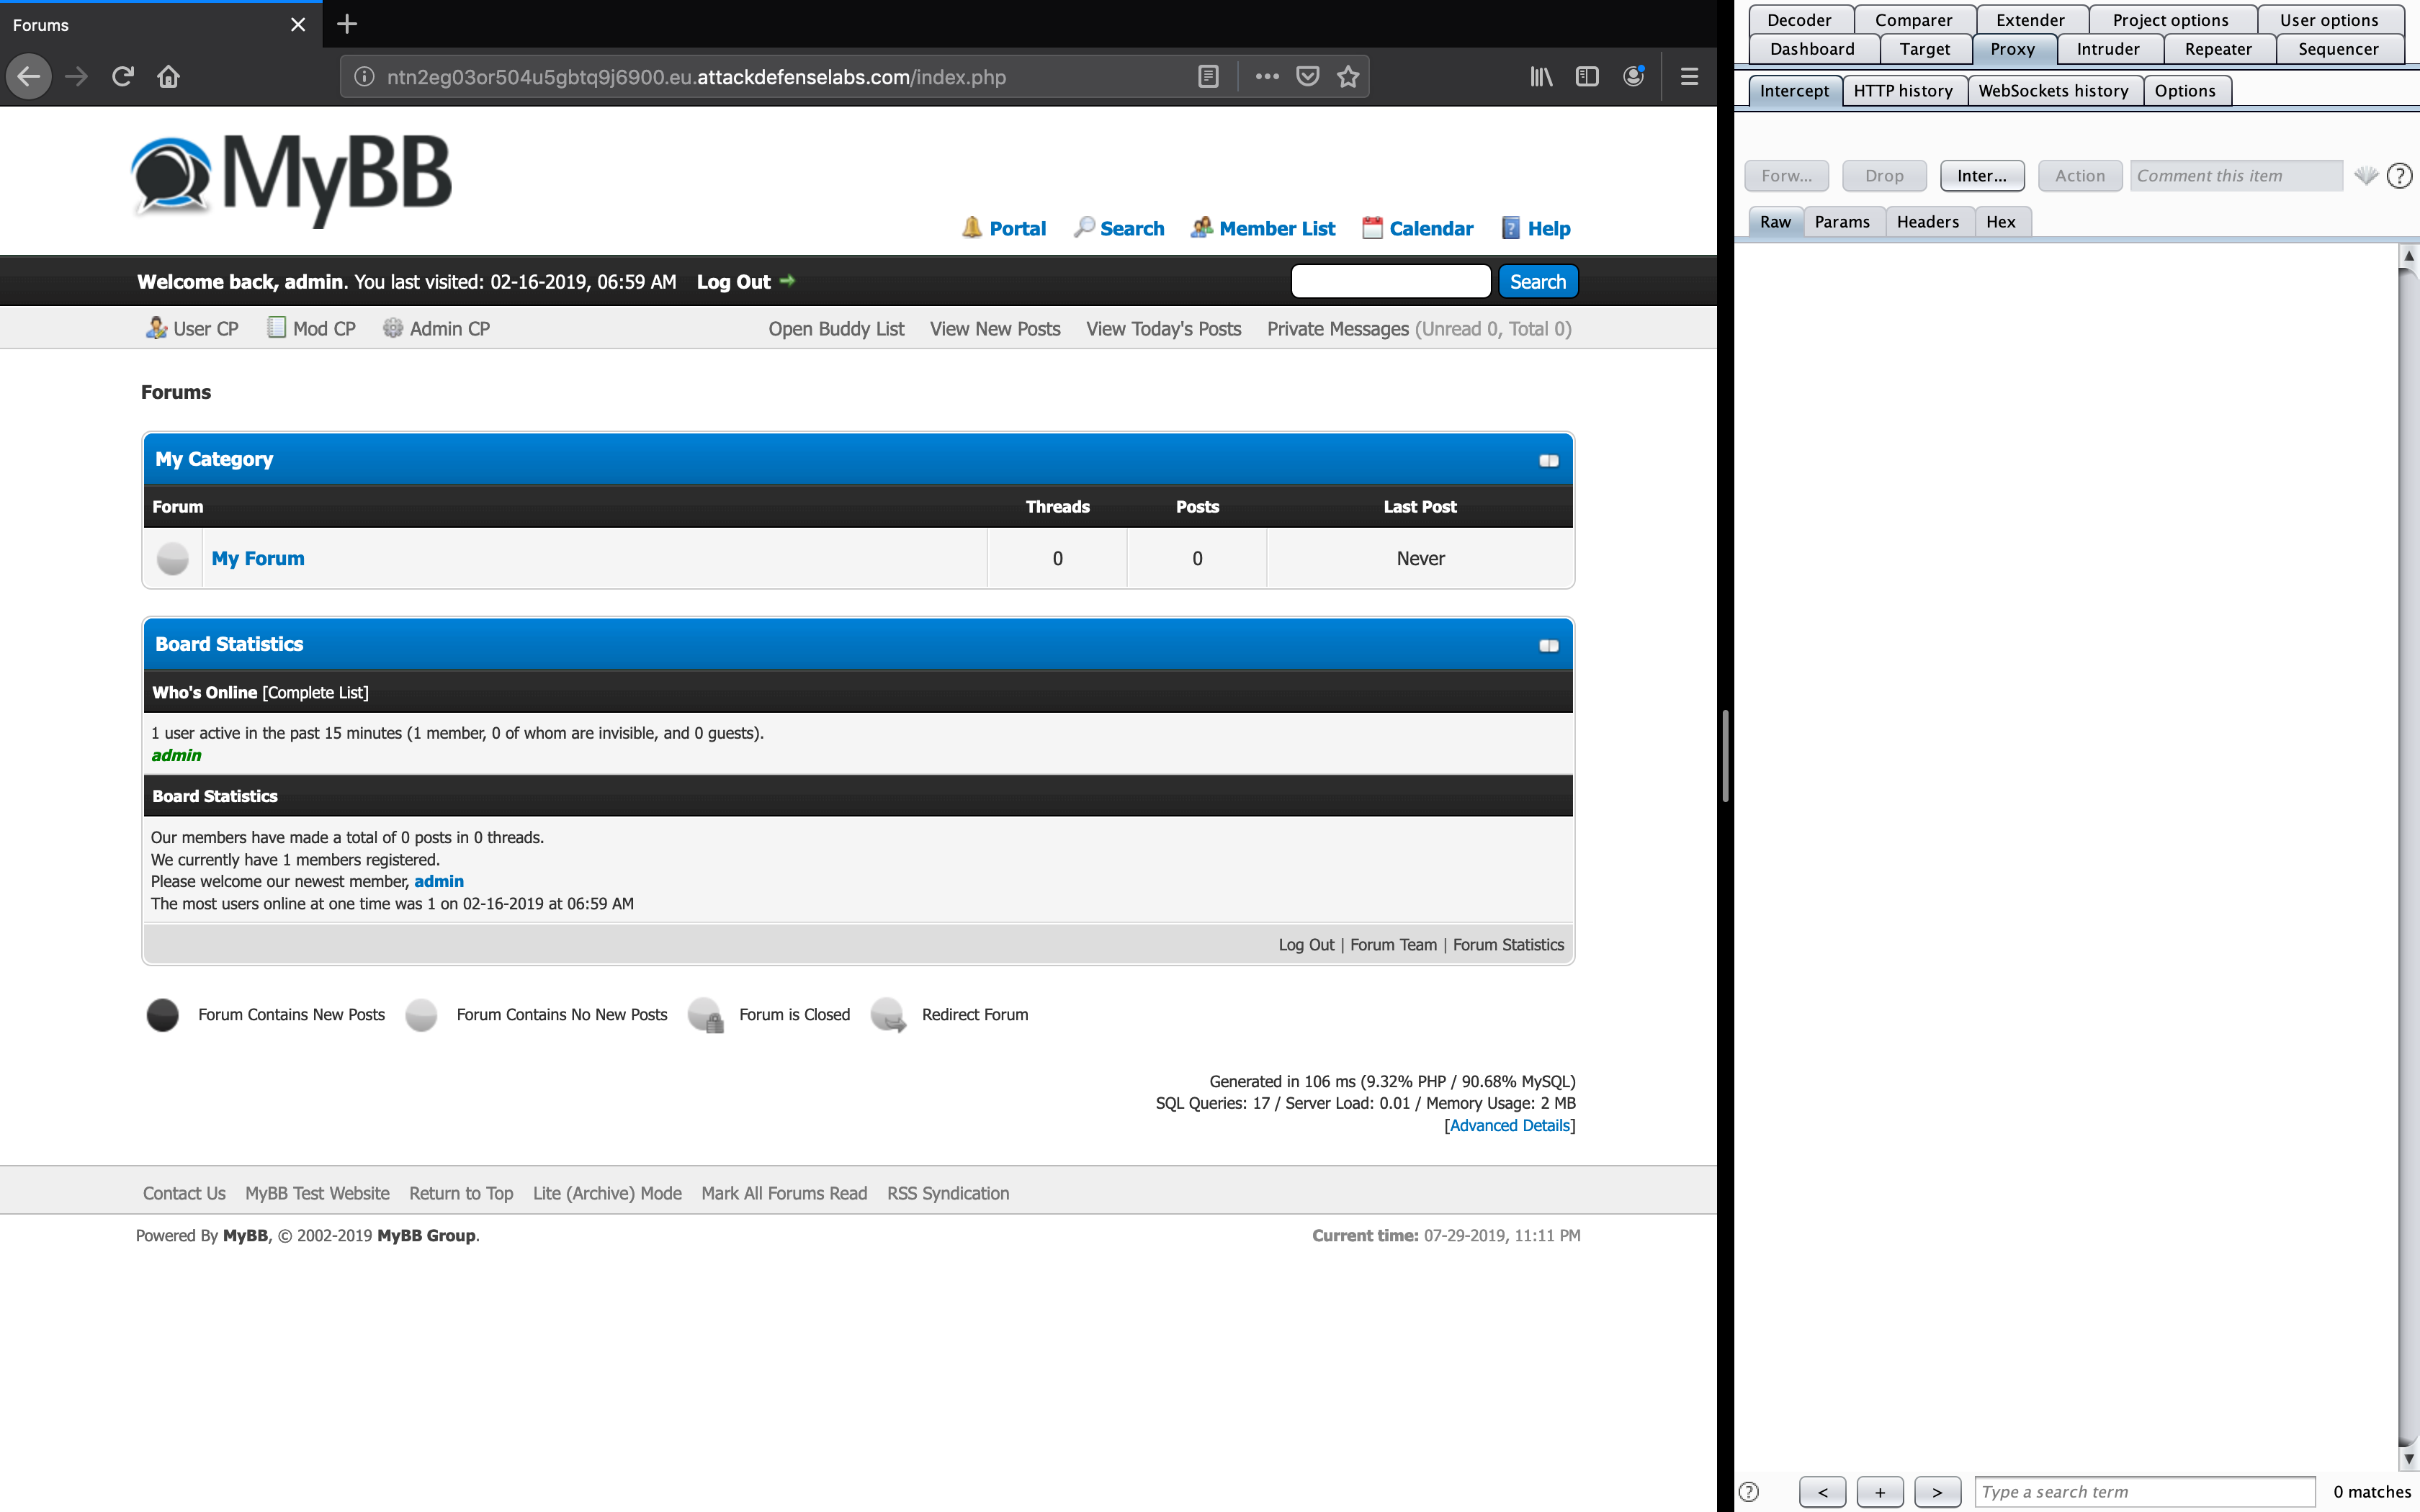 Forums
ntn2eg03or504u5gbtq9j6900.eu.attackdefenselabs.com/index.php
MyBB
Portal Search Member List Calendar Help
Welcome back, admin. You last visited: 02-16-2019, 06:59 AM Log Out Search
User CP Mod CP Admin CP Open Buddy List View New Posts View Today's Posts Private Messages (Unread 0, Total 0)
Forums
My Category
Forum Threads Posts Last Post
My Forum 0 0 Never
Board Statistics
Who's Online [Complete List]
1 user active in the past 15 minutes (1 member, 0 of whom are invisible, and 0 guests).
admin
Board Statistics
Our members have made a total of 0 posts in 0 threads.
We currently have 1 members registered.
Please welcome our newest member, admin
The most users online at one time was 1 on 02-16-2019 at 06:59 AM
Log Out | Forum Team | Forum Statistics
Forum Contains New Posts Forum Contains No New Posts Forum is Closed Redirect Forum
Generated in 106 ms (9.32% PHP / 90.68% MySQL)
SQL Queries: 17 / Server Load: 0.01 / Memory Usage: 2 MB
[Advanced Details]
Contact Us MyBB Test Website Return to Top Lite (Archive) Mode Mark All Forums Read RSS Syndication
Powered By MyBB, © 2002-2019 MyBB Group. Current time: 07-29-2019, 11:11 PM
Decoder Comparer Extender Project options User options
Dashboard Target Proxy Intruder Repeater Sequencer
Intercept HTTP history WebSockets history Options
Forw... Drop Inter... Action Comment this item ?
Raw Params Headers Hex
? < + > Type a search term 0 matches